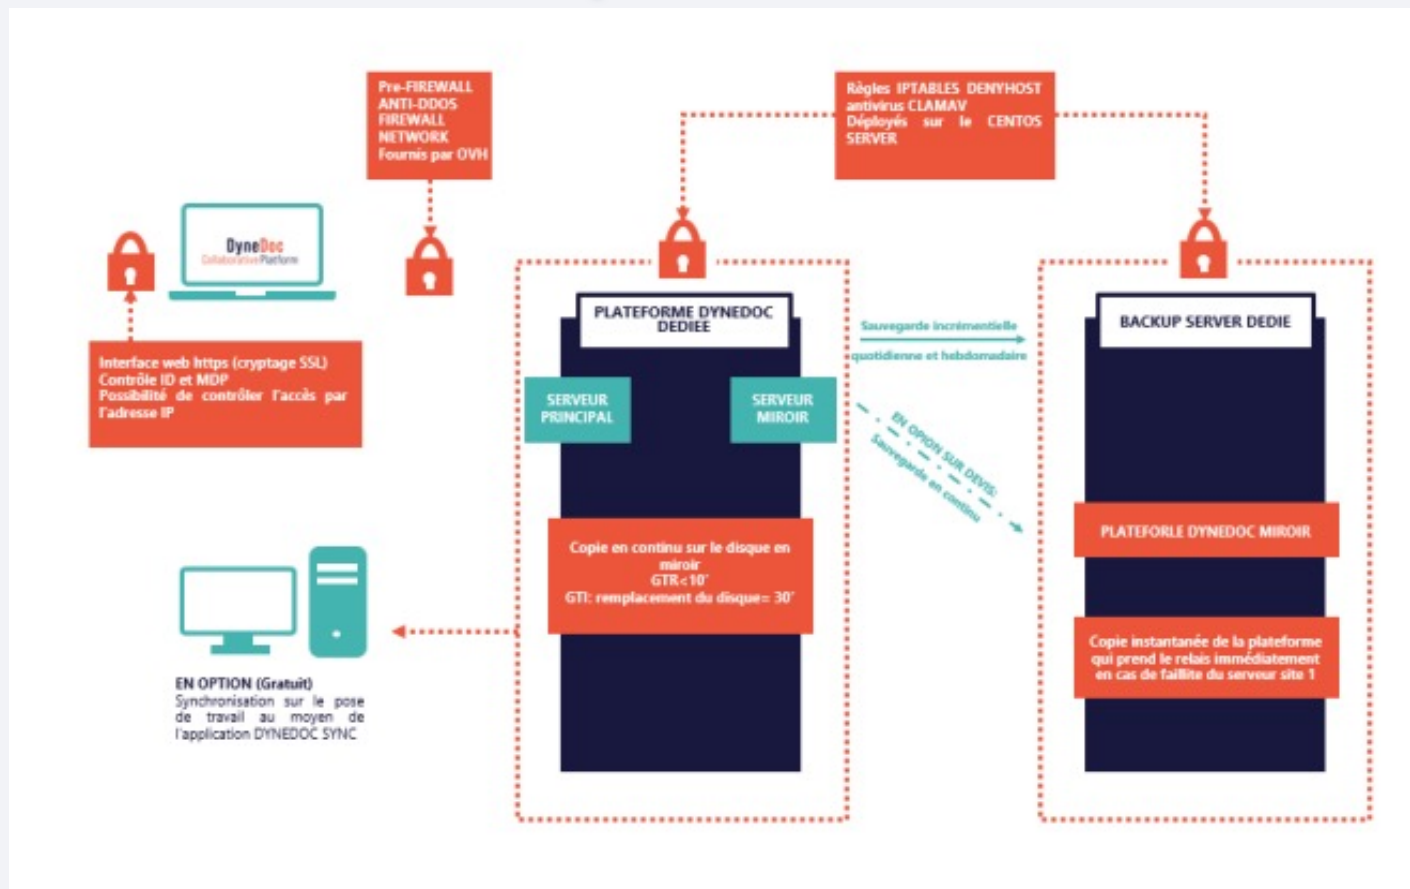 Pre-FIREWALL
ANTI-DDOS
FIREWALL
NETWORK
Fournis par OVH
Règles IPTABLES DENYHOST
antivirus CLAMAV
Déployés sur le CENTOS
SERVER
DyneDoc
CollaborativePlatform
Interface web https (cryptage SSL)
Contrôle ID et MDP
Possibilité de contrôler l'accès par
l'adresse IP
PLATEFORME DYNEDOC
DEDIEE
SERVEUR
PRINCIPAL
SERVEUR
MIROIR
Copie en continu sur le disque en
miroir
GTR<10'
GTI: remplacement du disque= 30'
Sauvegarde incrémentielle
quotidienne et hebdomadaire
EN OPION SUR DEVIS:
Sauvegarde en continu
BACKUP SERVER DEDIE
PLATEFORLE DYNEDOC MIROIR
Copie instantanée de la plateforme
qui prend le relais immédiatement
en cas de faillite du serveur site 1
EN OPTION (Gratuit)
Synchronisation sur le pose
de travail au moyen de
l'application DYNEDOC SYNC